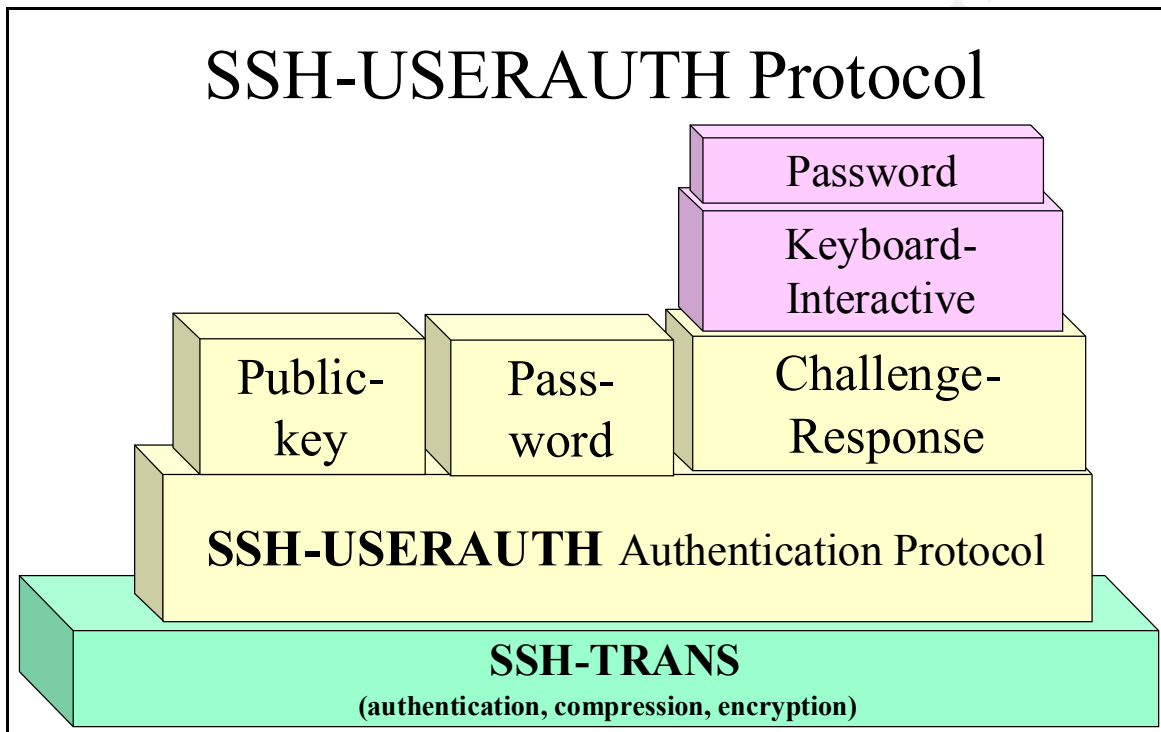 SSH-USERAUTH Protocol
Password
Keyboard-
Interactive
Public-
key
Pass-
word
Challenge-
Response
SSH-USERAUTH Authentication Protocol
SSH-TRANS
(authentication, compression, encryption)